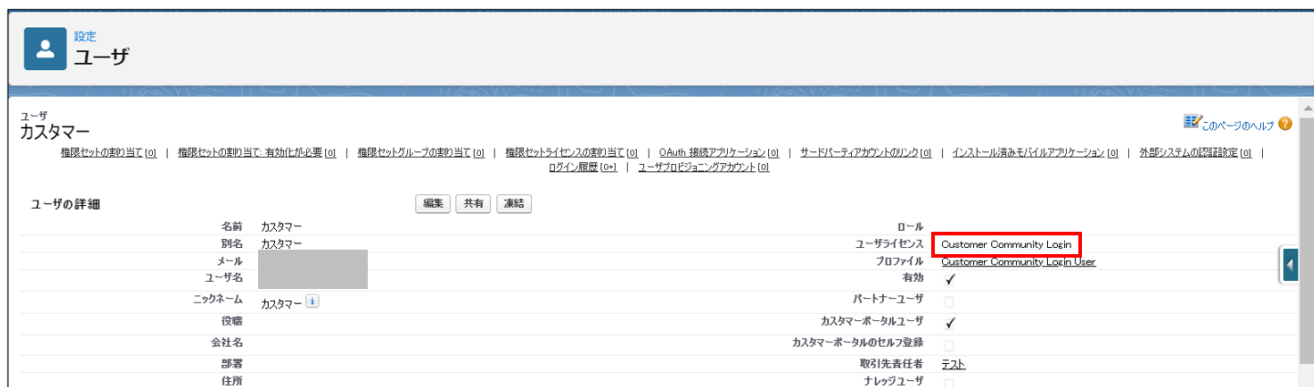 設定
ユーザ
ユーザ
カスタマー
このページのヘルプ
権限セットの割り当て [0] | 権限セットの割り当て: 有効化が必要 [0] | 権限セットグループの割り当て [0] | 権限セットライセンスの割り当て [0] | OAuth 接続アプリケーション [0] | サードパーティアカウントのリンク [0] | インストール済みモバイルアプリケーション [0] | 外部システムの認証設定 [0] |
ログイン履歴 [0+] | ユーザプロビジョニングアカウント [0]
ユーザの詳細 編集 共有 凍結
名前 カスタマー ロール
別名 カスタマー ユーザライセンス Customer Community Login
メール プロファイル Customer Community Login User
ユーザ名 有効 ✓
ニックネーム カスタマー i パートナーユーザ
役職 カスタマーポータルユーザ ✓
会社名 カスタマーポータルのセルフ登録
部署 取引先責任者 テスト
住所 ナレッジユーザ